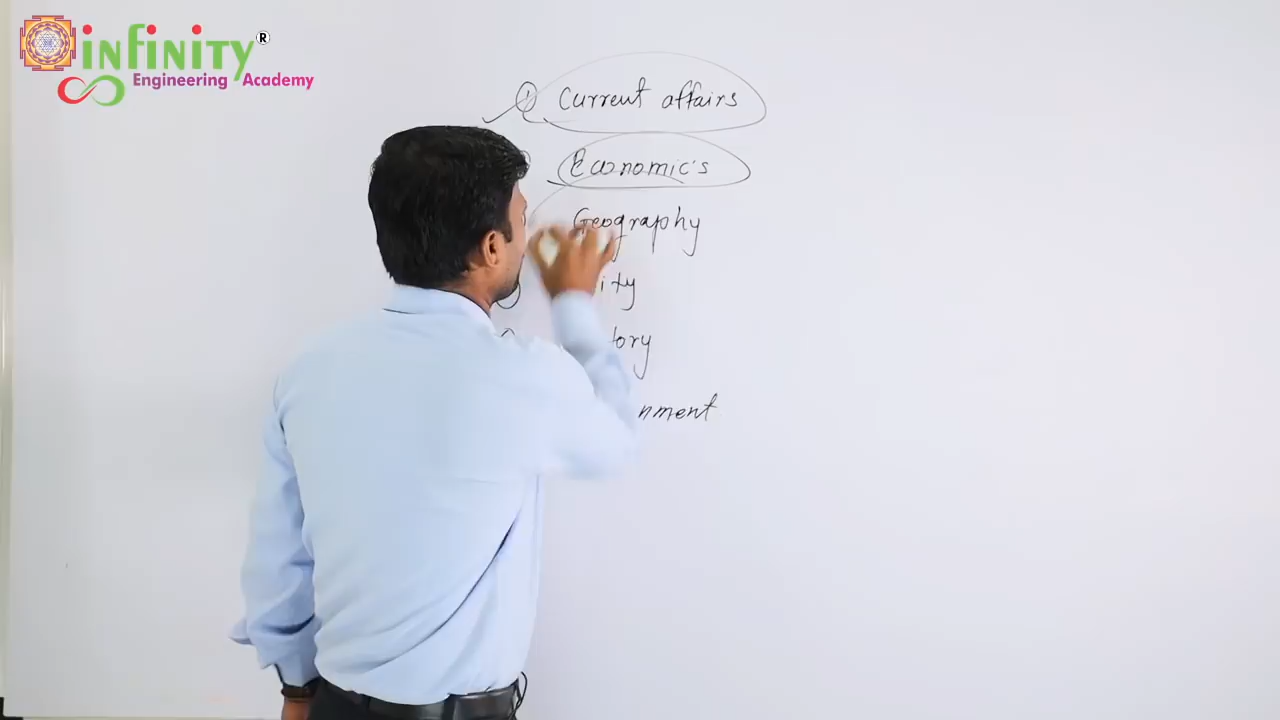 infinity®
Engineering Academy
1 Current affairs
Economic's
Geography
ity
tory
nment